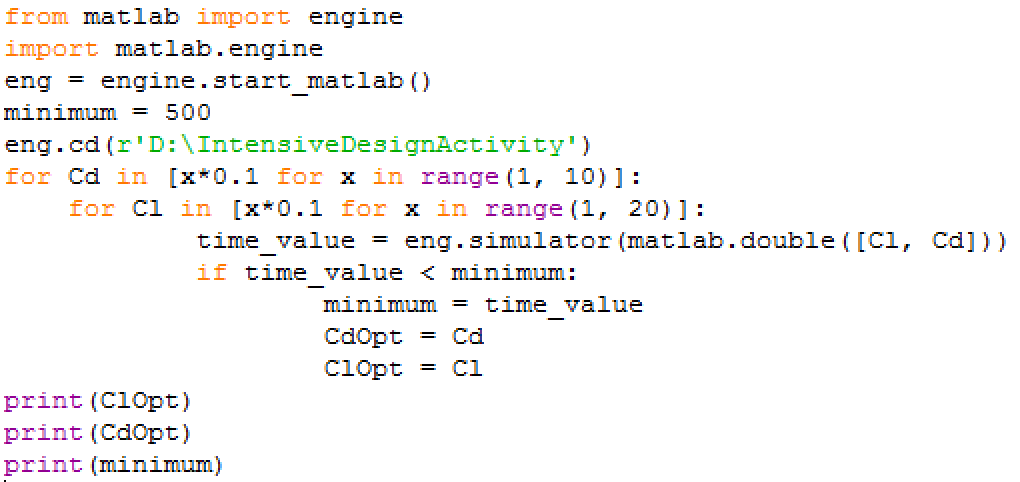 from matlab import engine
import matlab.engine
eng = engine.start_matlab()
minimum = 500
eng.cd(r'D:\IntensiveDesignActivity')
for Cd in [x*0.1 for x in range(1, 10)]:
    for Cl in [x*0.1 for x in range(1, 20)]:
            time_value = eng.simulator(matlab.double([Cl, Cd]))
            if time_value < minimum:
                    minimum = time_value
                    CdOpt = Cd
                    ClOpt = Cl
print(ClOpt)
print(CdOpt)
print(minimum)